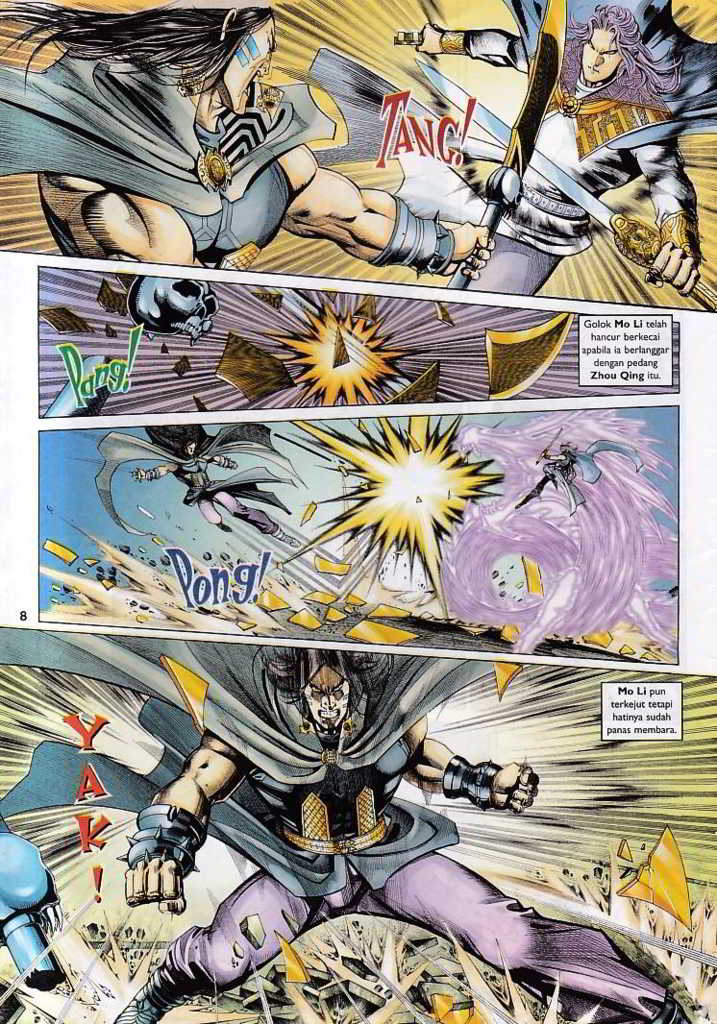 TANG!
Golok Mo Li telah
hancur berkecai
apabila ia berlanggar
dengan pedang
Zhou Qing itu.
Pang!
Pong!
8
Mo Li pun
terkejut tetapi
hatinya sudah
panas membara.
YAK!